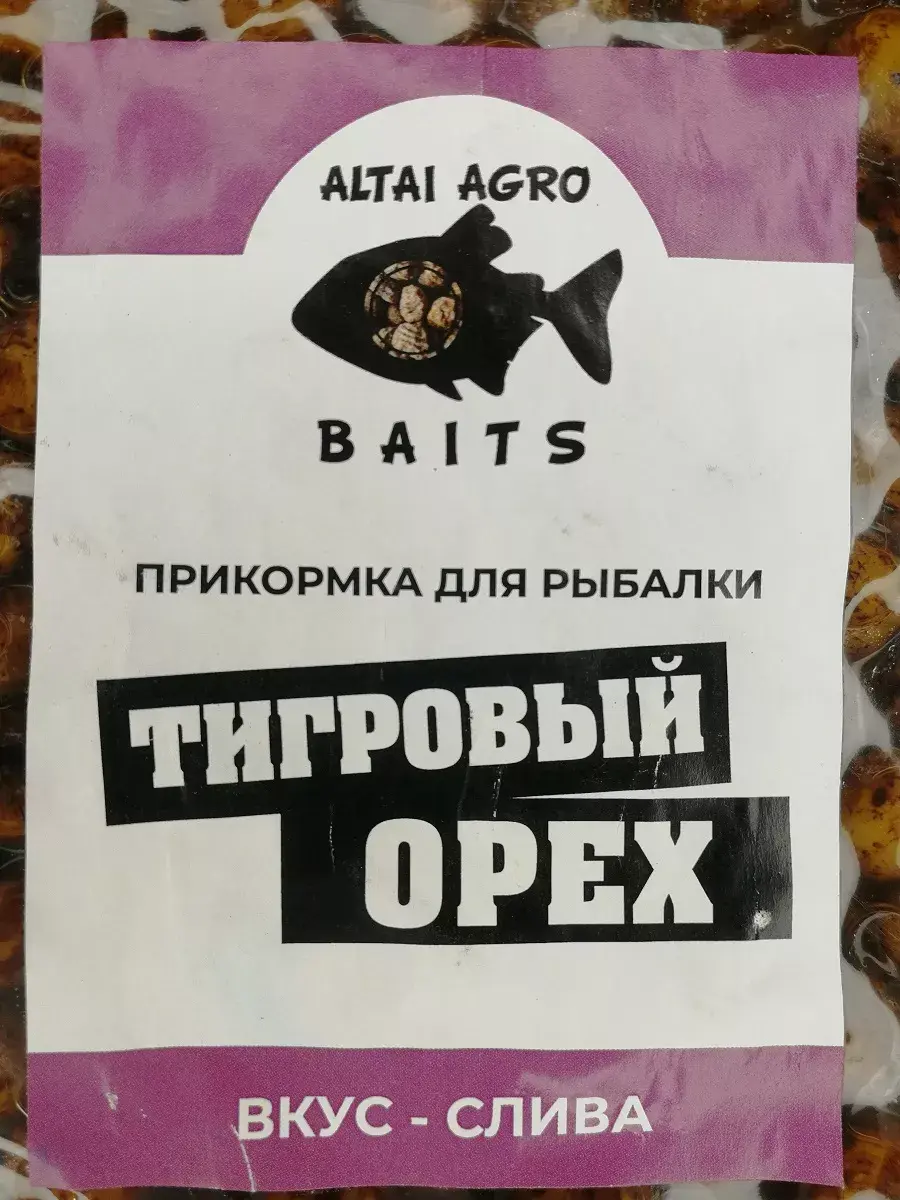 ALTAI AGRO
BAITS
ПРИКОРМКА ДЛЯ РЫБАЛКИ
ТИГРОВЫЙ
ОРЕХ
ВКУС - СЛИВА